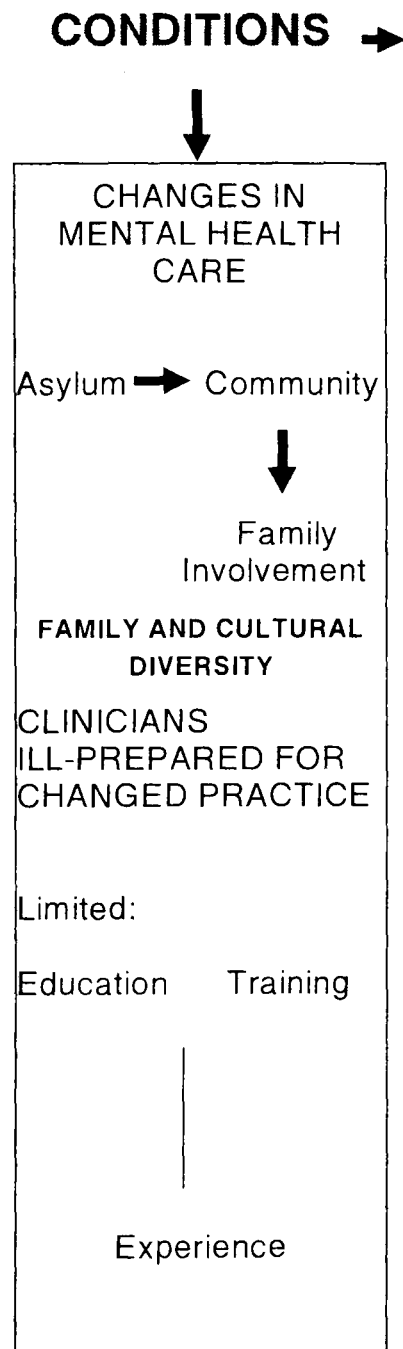 CONDITIONS
CHANGES IN
MENTAL HEALTH
CARE
Asylum Community
Family
Involvement
FAMILY AND CULTURAL
DIVERSITY
CLINICIANS
ILL-PREPARED FOR
CHANGED PRACTICE
Limited:
Education Training
Experience